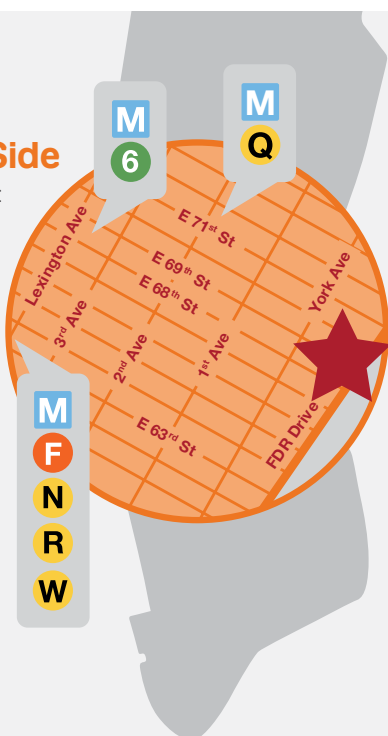 M
6
M
Q
Side
E 71st St
Lexington Ave
E 69th St
E 68th St
York Ave
3rd Ave
2nd Ave
1st Ave
E 63rd St
FDR Drive
M
F
N
R
W